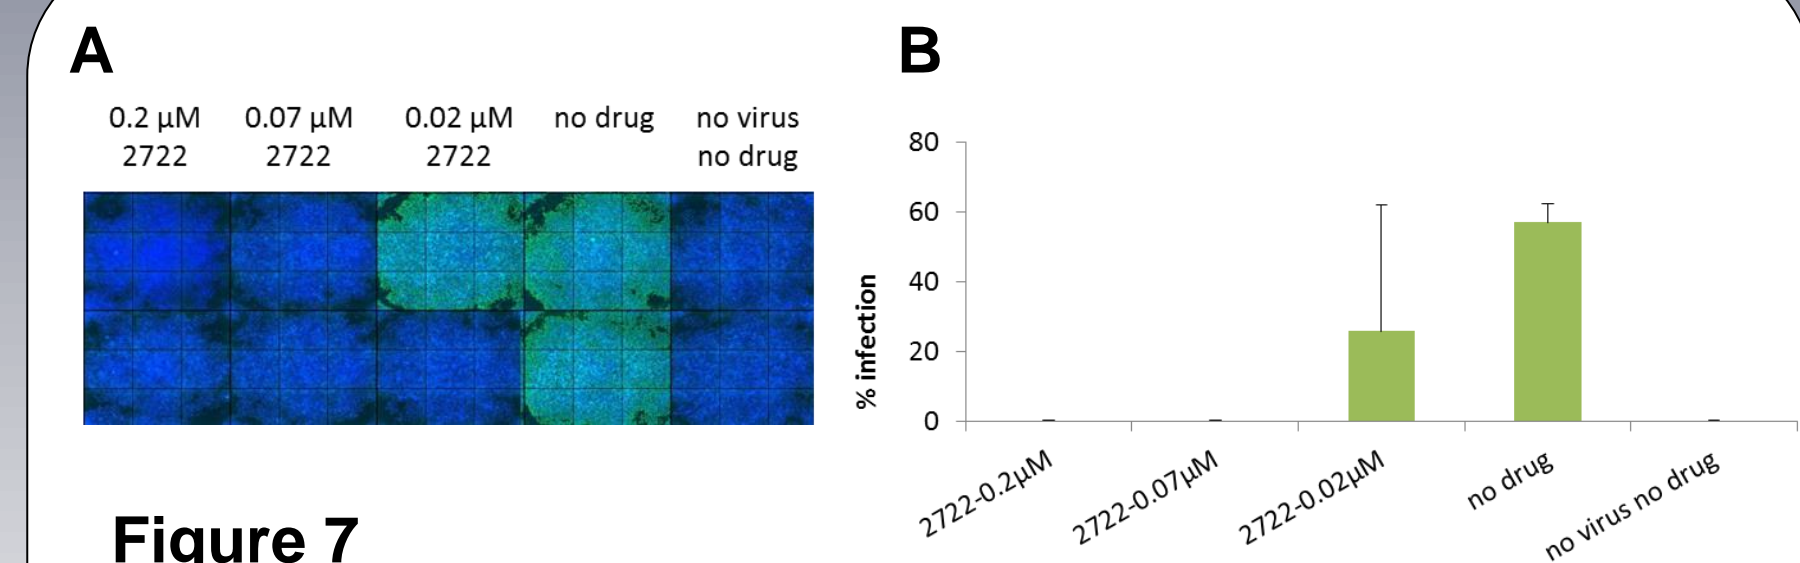 A
B
0.2 µM 0.07 µM 0.02 µM no drug no virus
2722 2722 2722 no drug
80
60
40
20
0
% infection
2722-0.2µM
2722-0.07µM
2722-0.02µM
no drug
no virus no drug
Figure 7